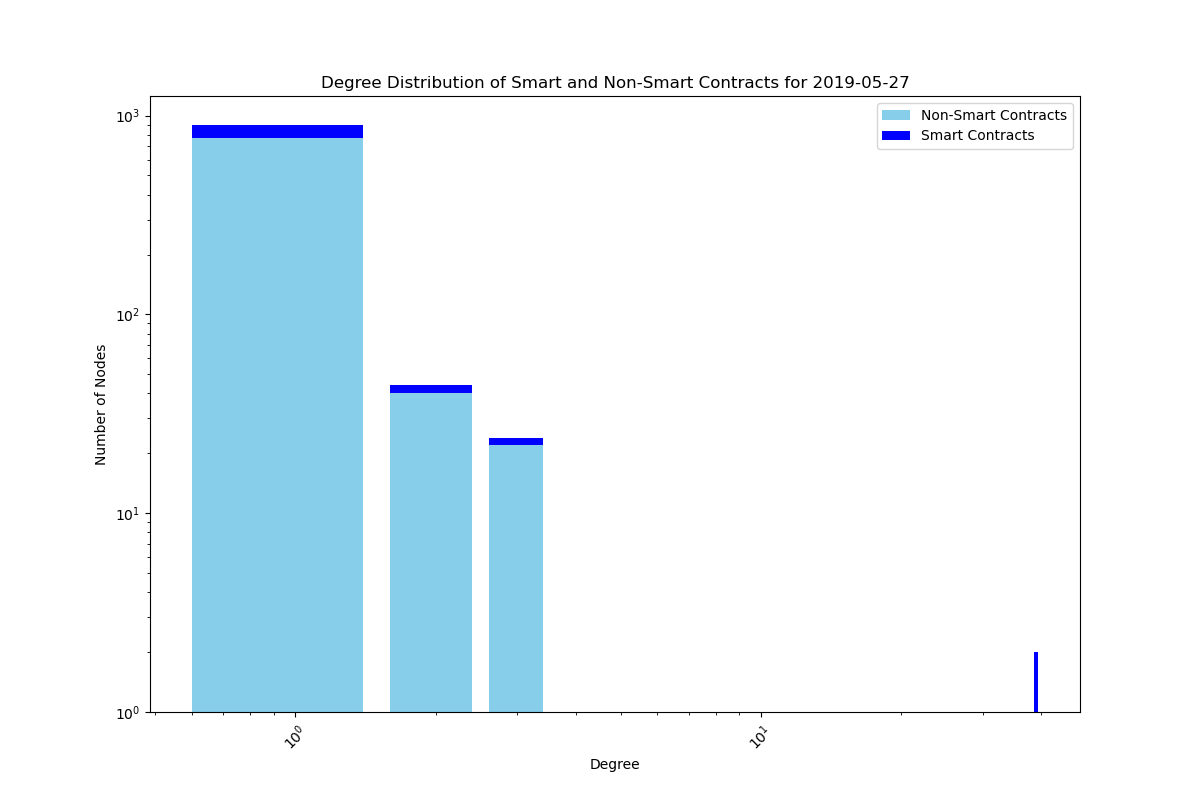 Degree Distribution of Smart and Non-Smart Contracts for 2019-05-27
Non-Smart Contracts
Smart Contracts
Number of Nodes
10³
10²
10¹
10⁰
10⁰
10¹
Degree